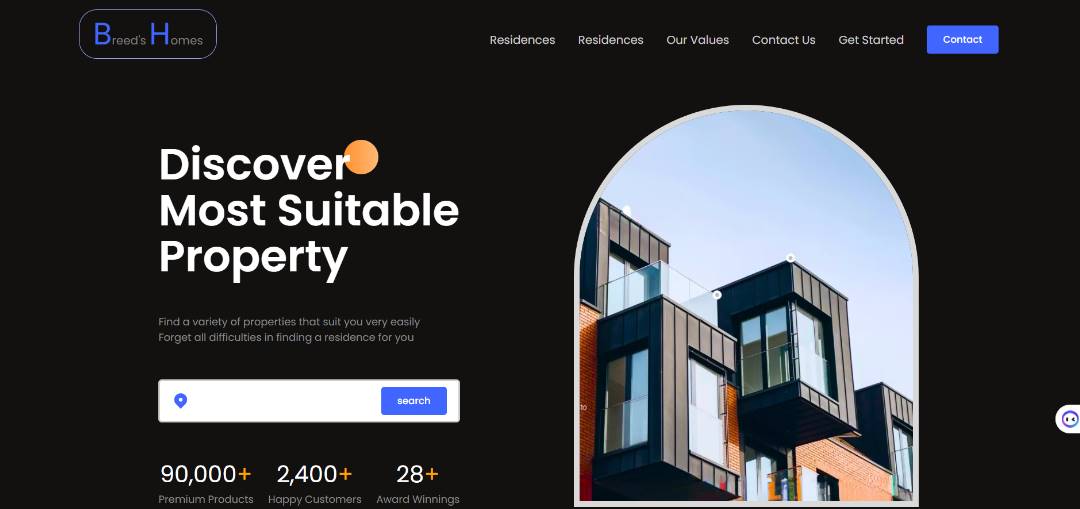 Breed's Homes
Residences Residences Our Values Contact Us Get Started Contact
Discover
Most Suitable
Property
Find a variety of properties that suit you very easily
Forget all difficulties in finding a residence for you
search
90,000+ 2,400+ 28+
Premium Products Happy Customers Award Winnings
to